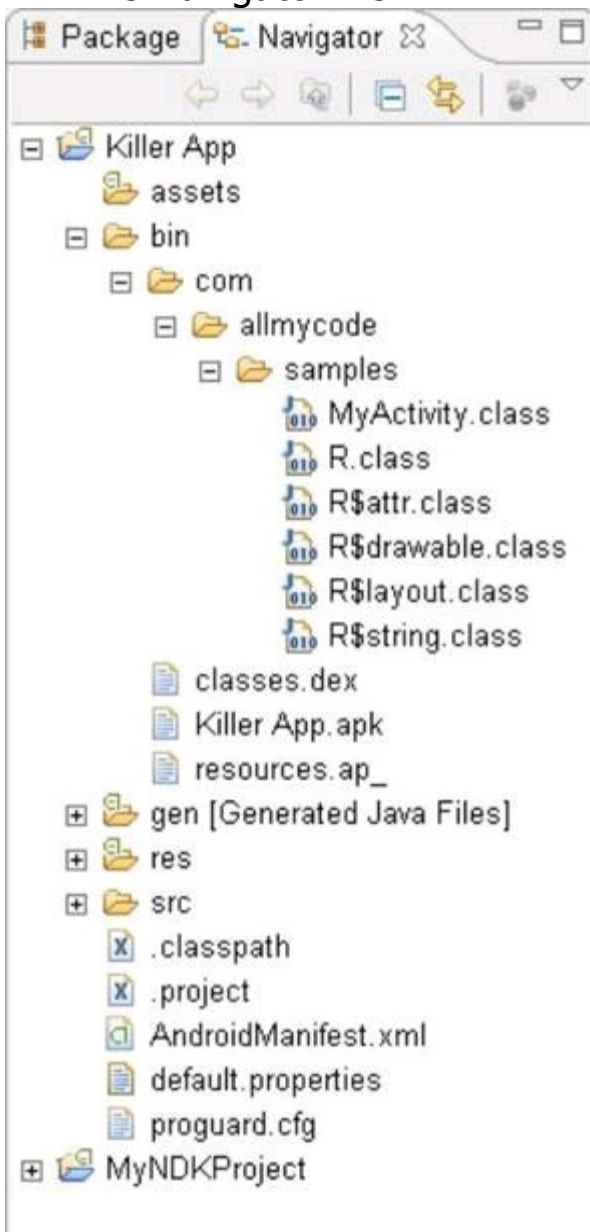 Package Navigator
Killer App
assets
bin
com
allmycode
samples
MyActivity.class
R.class
R$attr.class
R$drawable.class
R$layout.class
R$string.class
classes.dex
Killer App.apk
resources.ap_
gen [Generated Java Files]
res
src
.classpath
.project
AndroidManifest.xml
default.properties
proguard.cfg
MyNDKProject